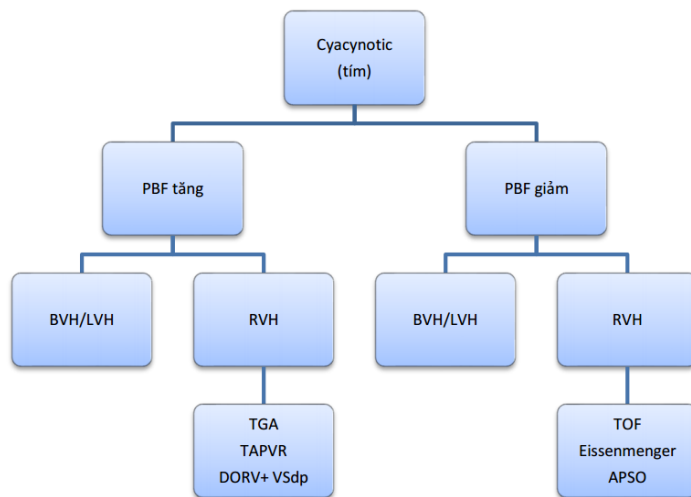 Cyacynotic
(tím)
PBF tăng
PBF giảm
BVH/LVH
RVH
BVH/LVH
RVH
TGA
TAPVR
DORV+ VSdp
TOF
Eissenmenger
APSO